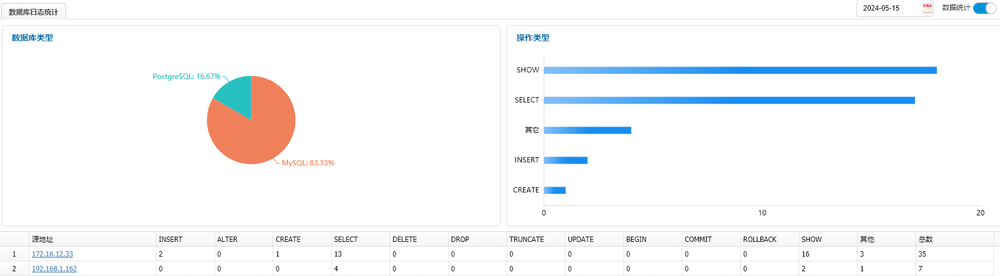 数据库日志统计
2024-05-15
数据统计
数据库类型
PostgreSQL: 16.67%
MySQL: 83.33%
操作类型
SHOW
SELECT
其它
INSERT
CREATE
0 10 20
源地址 INSERT ALTER CREATE SELECT DELETE DROP TRUNCATE UPDATE BEGIN COMMIT ROLLBACK SHOW 其他 总数
1 172.16.12.33 2 0 1 13 0 0 0 0 0 0 0 16 3 35
2 192.168.1.162 0 0 0 4 0 0 0 0 0 0 0 2 1 7